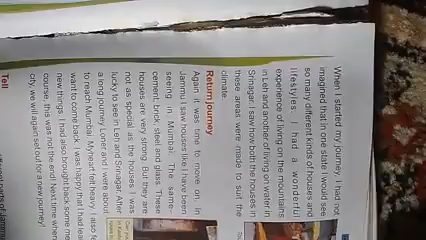 When I started my journey, I had not
imagined that in one state I would see
so many different kinds of houses and
lifestyles. I had a wonderful
experience of living on the mountains
in Leh and another of living on water in
Srinagar. I saw how both the houses in
these areas were made to suit the
climate.
Return journey
Again it was time to move on. In
Jammu I saw houses like I have been
seeing in Mumbai. The same–
cement, brick, steel and glass. These
houses are very strong. But they are
not as special as the houses I was
lucky to see in Leh and Srinagar. After
a long journey Loner and I were about
to reach Mumbai. My heart felt heavy. I also
want to come back. I was happy that I had
new things. I had also brought back some
course, this was not the end! Next time when
city, we will again set out for a new journey!
Tell